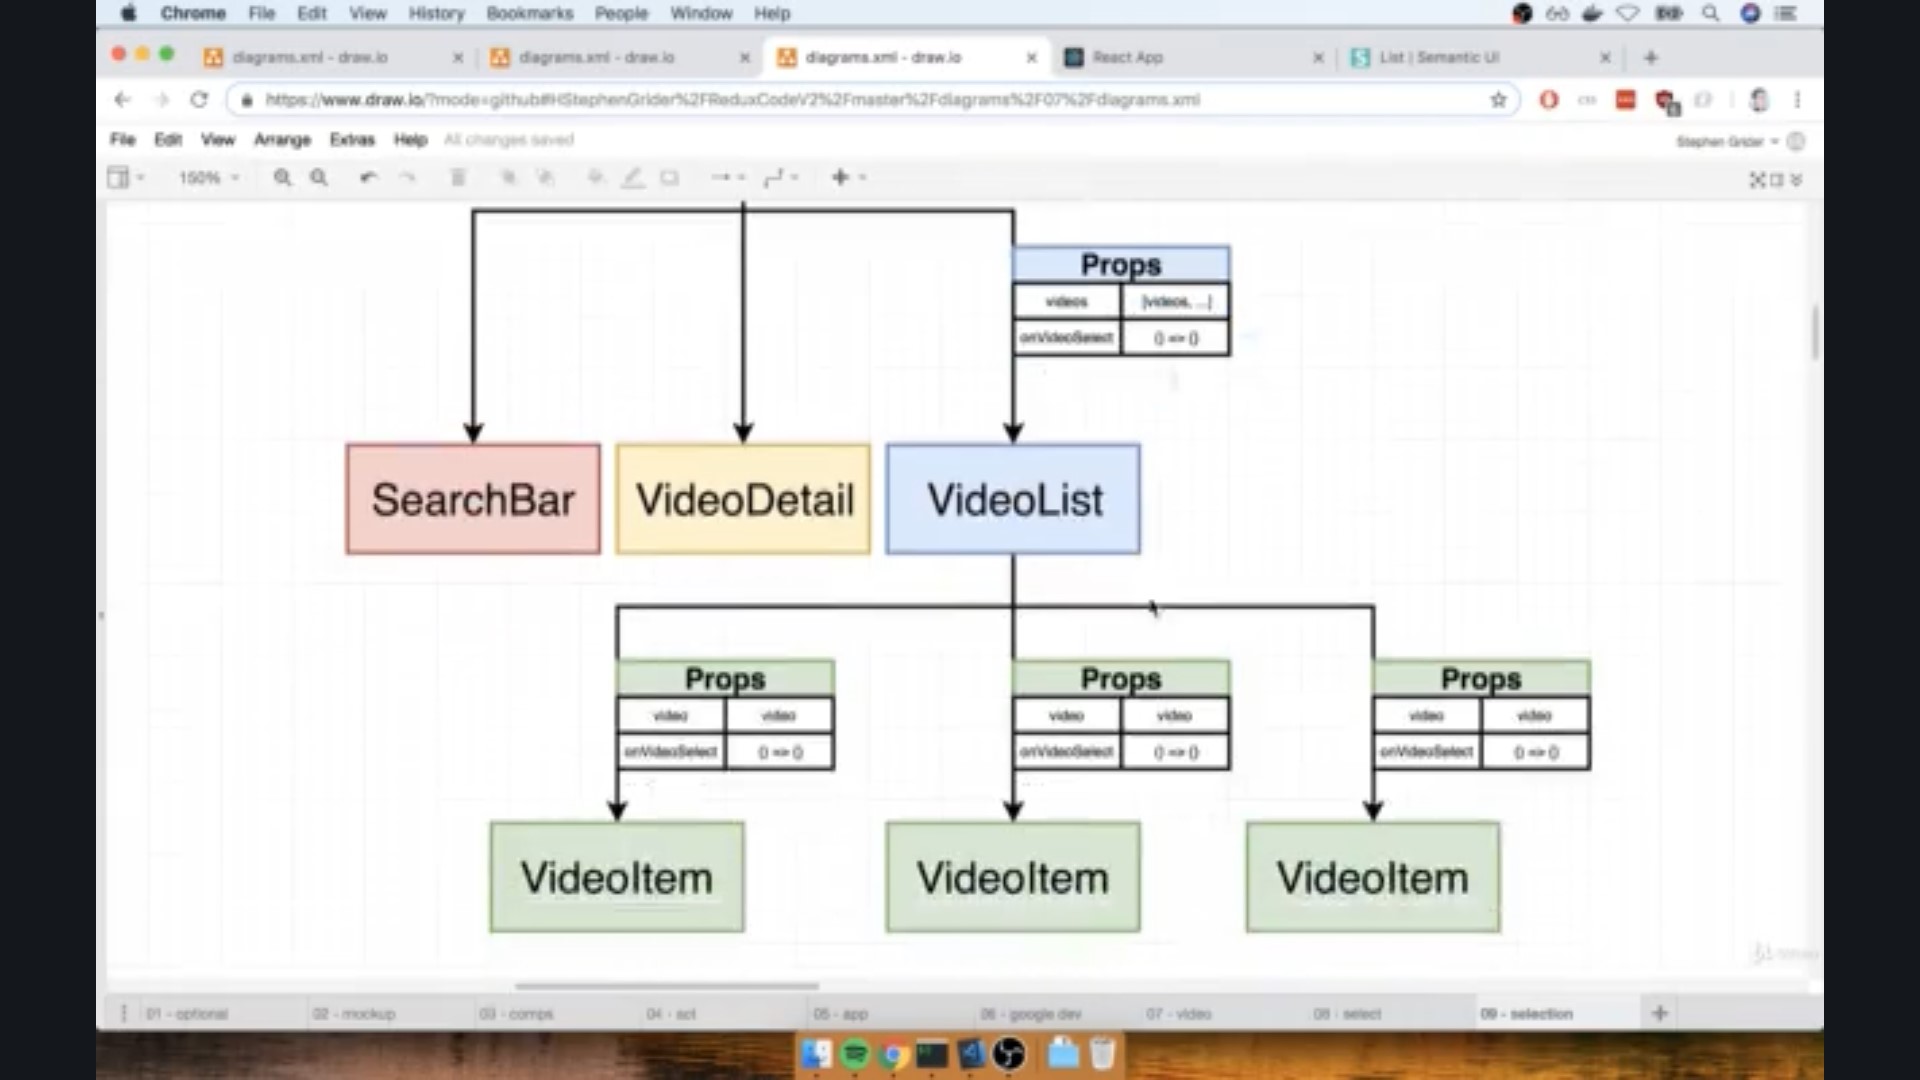 Chrome File Edit View History Bookmarks People Window Help
diagrams.xml - draw.io diagrams.xml - draw.io diagrams.xml - draw.io React App List | Semantic UI
https://www.draw.io/?mode=github#HStephenGrider%2FReduxCodeV2%2Fmaster%2Fdiagrams%2F07%2Fdiagrams.xml
File Edit View Arrange Extras Help All changes saved Stephen Grider
150%
Props
videos [videos, ...]
onVideoSelect () => {}
SearchBar VideoDetail VideoList
Props Props Props
video video video video video video
onVideoSelect () => {} onVideoSelect () => {} onVideoSelect () => {}
VideoItem VideoItem VideoItem
01 - optional 02 - mockup 03 - comps 04 - act 05 - app 06 - google dev 07 - video 08 - select 09 - selection